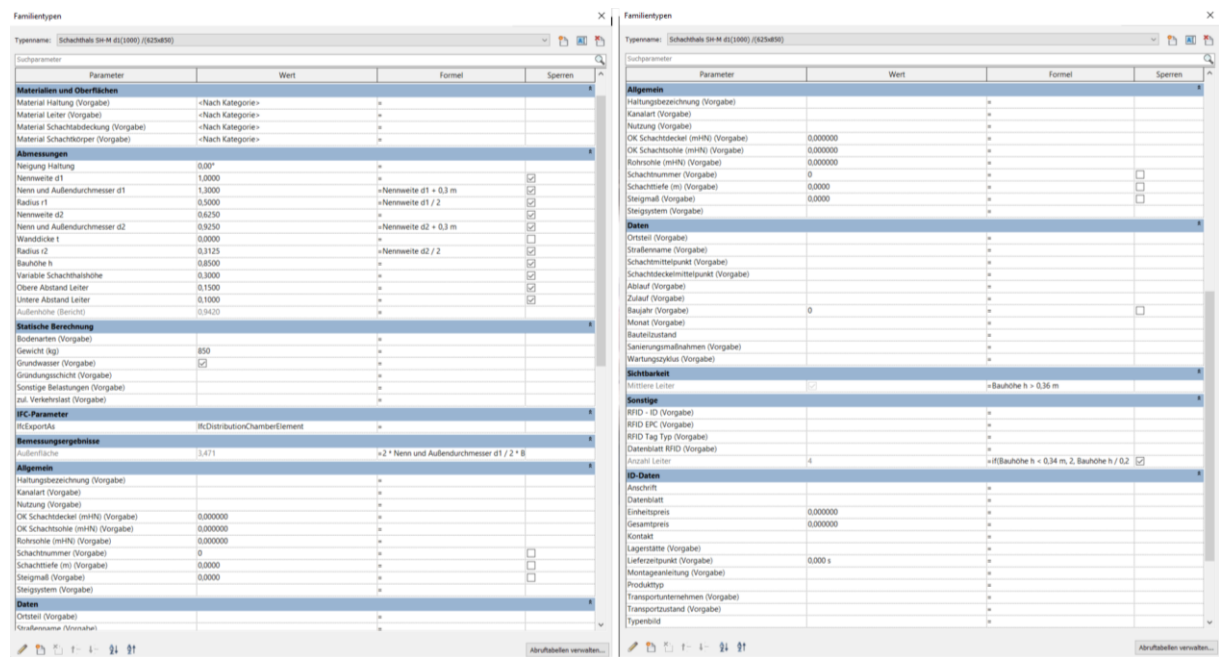 Familientypen
Typenname: Schachthals SH-M d1(1000) /(625x850)
Suchparameter
Parameter Wert Formel Sperren
Materialien und Oberflächen
Material Haltung (Vorgabe) <Nach Kategorie> =
Material Leiter (Vorgabe) <Nach Kategorie> =
Material Schachtabdeckung (Vorgabe) <Nach Kategorie> =
Material Schachtkörper (Vorgabe) <Nach Kategorie> =
Abmessungen
Neigung Haltung 0,00° =
Nennweite d1 1,0000 =
Nenn und Außendurchmesser d1 1,3000 =Nennweite d1 + 0,3 m
Radius r1 0,5000 =Nennweite d1 / 2
Nennweite d2 0,6250 =
Nenn und Außendurchmesser d2 0,9250 =Nennweite d2 + 0,3 m
Wanddicke t 0,0000 =
Radius r2 0,3125 =Nennweite d2 / 2
Bauhöhe h 0,8500 =
Variable Schachthalshöhe 0,3000 =
Obere Abstand Leiter 0,1500 =
Untere Abstand Leiter 0,1000 =
Außenhöhe (Bericht) 0,9420 =
Statische Berechnung
Bodenarten (Vorgabe) =
Gewicht (kg) 850 =
Grundwasser (Vorgabe) =
Gründungsschicht (Vorgabe) =
Sonstige Belastungen (Vorgabe) =
zul. Verkehrslast (Vorgabe) =
IFC-Parameter
IfcExportAs IfcDistributionChamberElement =
Bemessungsergebnisse
Außenfläche 3,471 =2 * Nenn und Außendurchmesser d1 / 2 * B
Allgemein
Haltungsbezeichnung (Vorgabe) =
Kanalart (Vorgabe) =
Nutzung (Vorgabe) =
OK Schachtdeckel (mHN) (Vorgabe) 0,000000 =
OK Schachtsohle (mHN) (Vorgabe) 0,000000 =
Rohrsohle (mHN) (Vorgabe) 0,000000 =
Schachtnummer (Vorgabe) 0 =
Schachttiefe (m) (Vorgabe) 0,0000 =
Steigmaß (Vorgabe) 0,0000 =
Steigsystem (Vorgabe) =
Daten
Ortsteil (Vorgabe) =
Straßenname (Vorgabe)
Abruftabellen verwalten...
Familientypen
Typenname: Schachthals SH-M d1(1000) /(625x850)
Suchparameter
Parameter Wert Formel Sperren
Allgemein
Haltungsbezeichnung (Vorgabe) =
Kanalart (Vorgabe) =
Nutzung (Vorgabe) =
OK Schachtdeckel (mHN) (Vorgabe) 0,000000 =
OK Schachtsohle (mHN) (Vorgabe) 0,000000 =
Rohrsohle (mHN) (Vorgabe) 0,000000 =
Schachtnummer (Vorgabe) 0 =
Schachttiefe (m) (Vorgabe) 0,0000 =
Steigmaß (Vorgabe) 0,0000 =
Steigsystem (Vorgabe) =
Daten
Ortsteil (Vorgabe) =
Straßenname (Vorgabe) =
Schachtmittelpunkt (Vorgabe) =
Schachtdeckelmittelpunkt (Vorgabe) =
Ablauf (Vorgabe) =
Zulauf (Vorgabe) =
Baujahr (Vorgabe) 0 =
Monat (Vorgabe) =
Bauteilzustand =
Sanierungsmaßnahmen (Vorgabe) =
Wartungszyklus (Vorgabe) =
Sichtbarkeit
Mittlere Leiter =Bauhöhe h > 0,36 m
Sonstige
RFID - ID (Vorgabe) =
RFID EPC (Vorgabe) =
RFID Tag Typ (Vorgabe) =
Datenblatt RFID (Vorgabe) =
Anzahl Leiter 4 =if(Bauhöhe h < 0,34 m, 2, Bauhöhe h / 0,2
ID-Daten
Anschrift =
Datenblatt =
Einheitspreis 0,000000 =
Gesamtpreis 0,000000 =
Kontakt =
Lagerstätte (Vorgabe) =
Lieferzeitpunkt (Vorgabe) 0,000 s =
Montageanleitung (Vorgabe) =
Produkttyp =
Transportunternehmen (Vorgabe) =
Transportzustand (Vorgabe) =
Typenbild =
Abruftabellen verwalten...